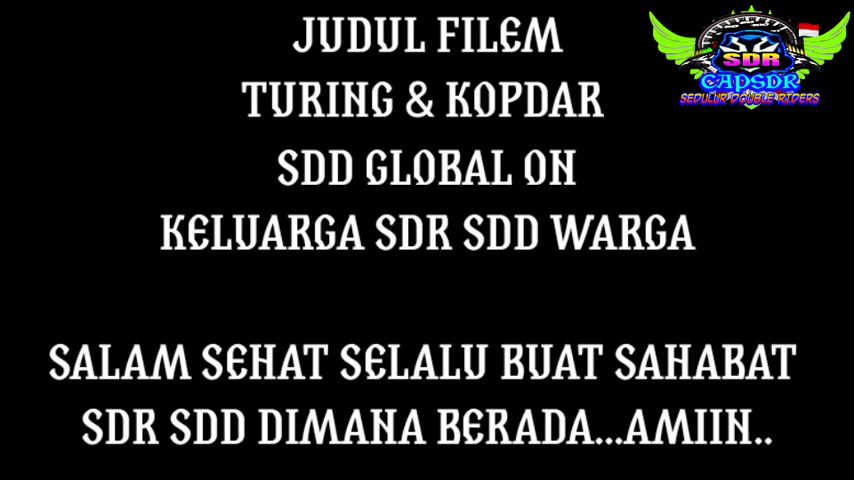 JUDUL FILEM
TURING & KOPDAR
SDD GLOBAL ON
KELUARGA SDR SDD WARGA
SALAM SEHAT SELALU BUAT SAHABAT
SDR SDD DIMANA BERADA...AMIIN..
SDR
CAPSDR
SEDULUR DOUBLE RIDERS